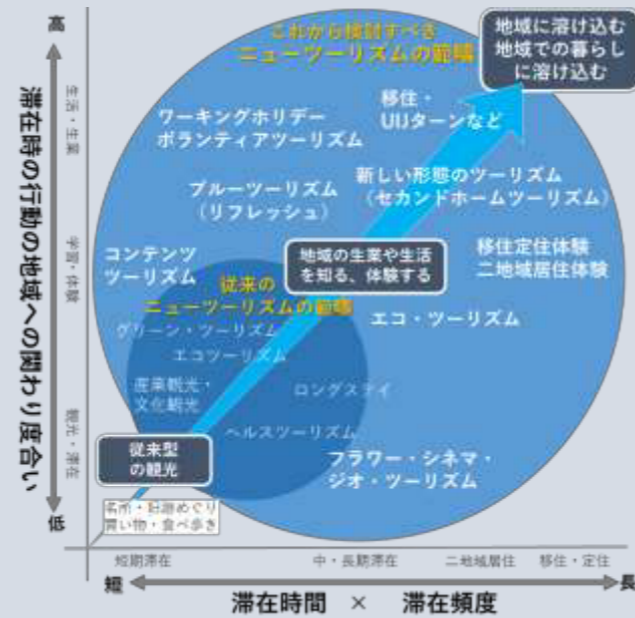 高
これから検討すべき
ニューツーリズムの範疇
地域に溶け込む
地域での暮らし
に溶け込む
滞在時の行動の地域への関わり度合い
生活・生業
学習・体験
観光・滞在
低
ワーキングホリデー
ボランティアツーリズム
移住・
UIJターンなど
ブルーツーリズム
（リフレッシュ）
新しい形態のツーリズム
（セカンドホームツーリズム）
コンテンツ
ツーリズム
地域の生業や生活
を知る、体験する
移住定住体験
二地域居住体験
従来の
ニューツーリズムの範疇
グリーン・ツーリズム
エコ・ツーリズム
エコツーリズム
産業観光・
文化観光
ロングステイ
ヘルスツーリズム
従来型
の観光
フラワー・シネマ・
ジオ・ツーリズム
名所・旧跡めぐり
買い物・食べ歩き
短期滞在
中・長期滞在
二地域居住
移住・定住
短
長
滞在時間 × 滞在頻度